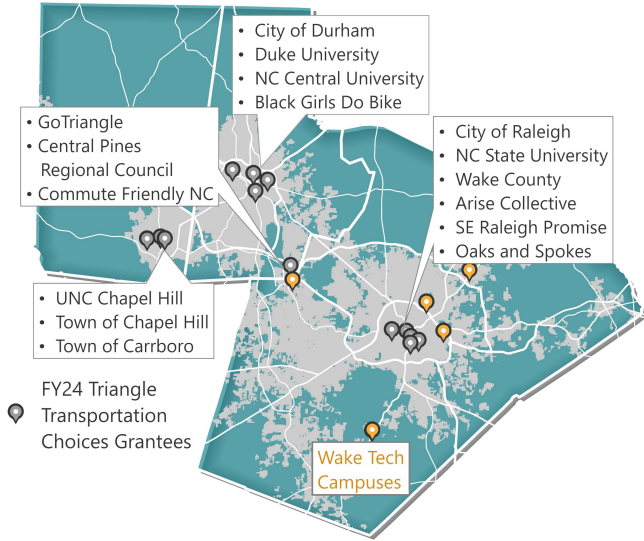 • City of Durham
• Duke University
• NC Central University
• Black Girls Do Bike
• GoTriangle
• Central Pines
Regional Council
• Commute Friendly NC
• City of Raleigh
• NC State University
• Wake County
• Arise Collective
• SE Raleigh Promise
• Oaks and Spokes
• UNC Chapel Hill
• Town of Chapel Hill
• Town of Carrboro
FY24 Triangle
Transportation
Choices Grantees
Wake Tech
Campuses